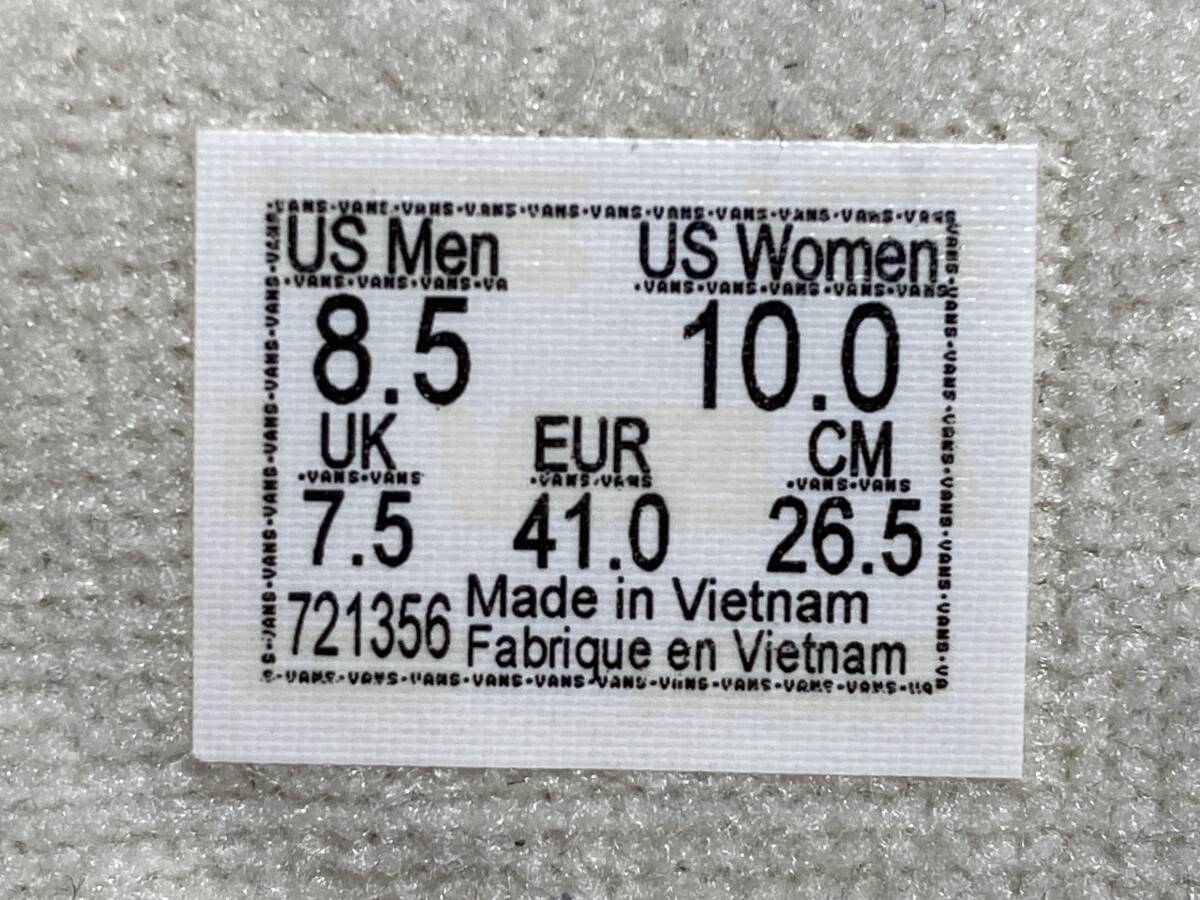 US Men US Women
8.5 10.0
UK EUR CM
7.5 41.0 26.5
721356 Made in Vietnam
Fabrique en Vietnam